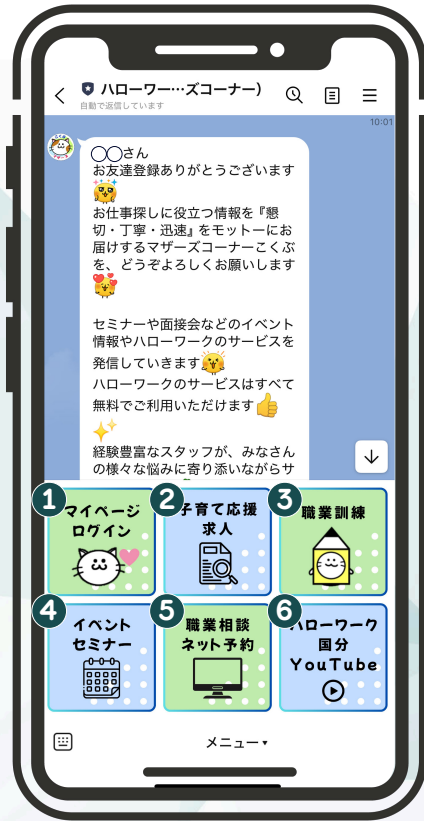 ハローワー…ズコーナー)
自動で返信しています
10:01
◯◯さん
お友達登録ありがとうございます
お仕事探しに役立つ情報を『懇
切・丁寧・迅速』をモットーにお
届けするマザーズコーナーこくぶ
を、どうぞよろしくお願いします
セミナーや面接会などのイベント
情報やハローワークのサービスを
発信していきます
ハローワークのサービスはすべて
無料でご利用いただけます
経験豊富なスタッフが、みなさん
の様々な悩みに寄り添いながらサ
1
マイページ
ログイン
2
子育て応援
求人
3
職業訓練
4
イベント
セミナー
5
職業相談
ネット予約
6
ハローワーク
国分
YouTube
メニュー▾